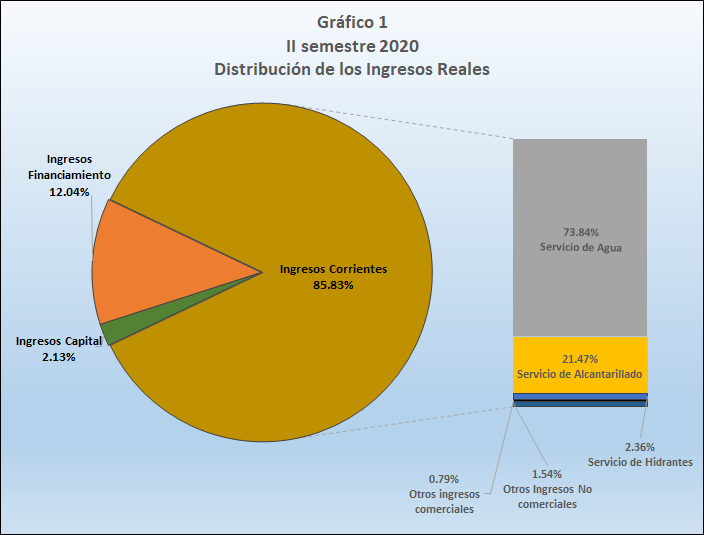 Gráfico 1
II semestre 2020
Distribución de los Ingresos Reales
Ingresos
Financiamiento
12.04%
Ingresos Corrientes
85.83%
Ingresos Capital
2.13%
73.84%
Servicio de Agua
21.47%
Servicio de Alcantarillado
2.36%
Servicio de Hidrantes
1.54%
Otros Ingresos No
comerciales
0.79%
Otros ingresos
comerciales